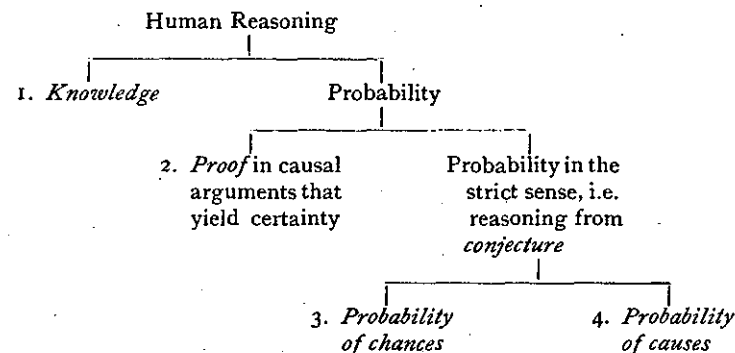 Human Reasoning
1. Knowledge Probability
2. Proof in causal Probability in the
arguments that strict sense, i.e.
yield certainty reasoning from
conjecture
3. Probability 4. Probability
of chances of causes